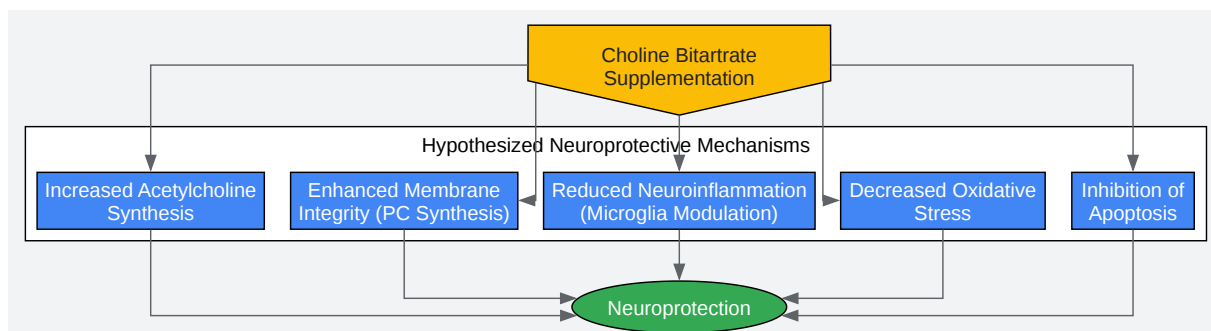 Choline Bitartrate
Supplementation
Hypothesized Neuroprotective Mechanisms
Increased Acetylcholine
Synthesis
Enhanced Membrane
Integrity (PC Synthesis)
Reduced Neuroinflammation
(Microglia Modulation)
Decreased Oxidative
Stress
Inhibition of
Apoptosis
Neuroprotection